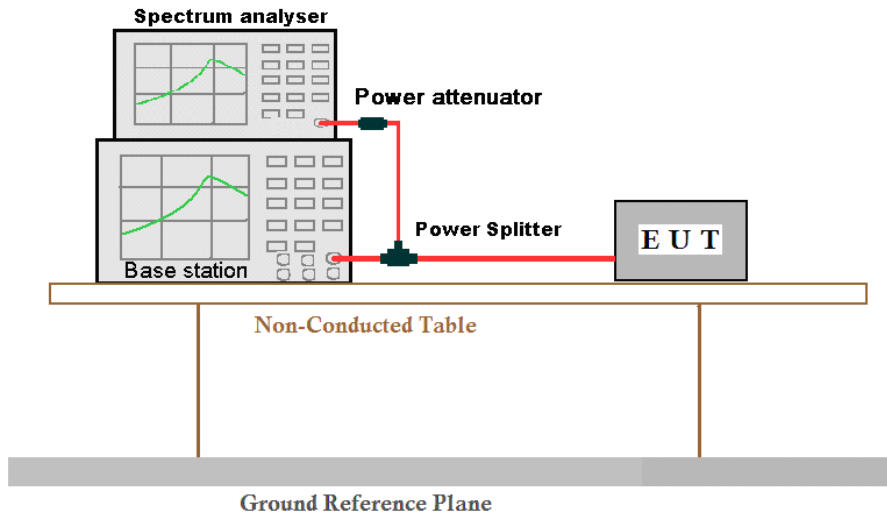 Spectrum analyser
Power attenuator
Power Splitter
E U T
Base station
Non-Conducted Table
Ground Reference Plane